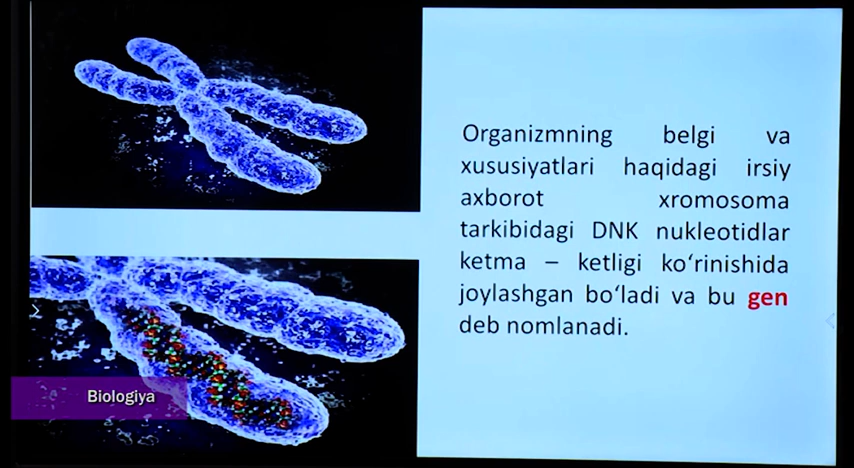 Organizmning belgi va
xususiyatlari haqidagi irsiy
axborot xromosoma
tarkibidagi DNK nukleotidlar
ketma – ketligi ko‘rinishida
joylashgan bo‘ladi va bu gen
deb nomlanadi.
Biologiya